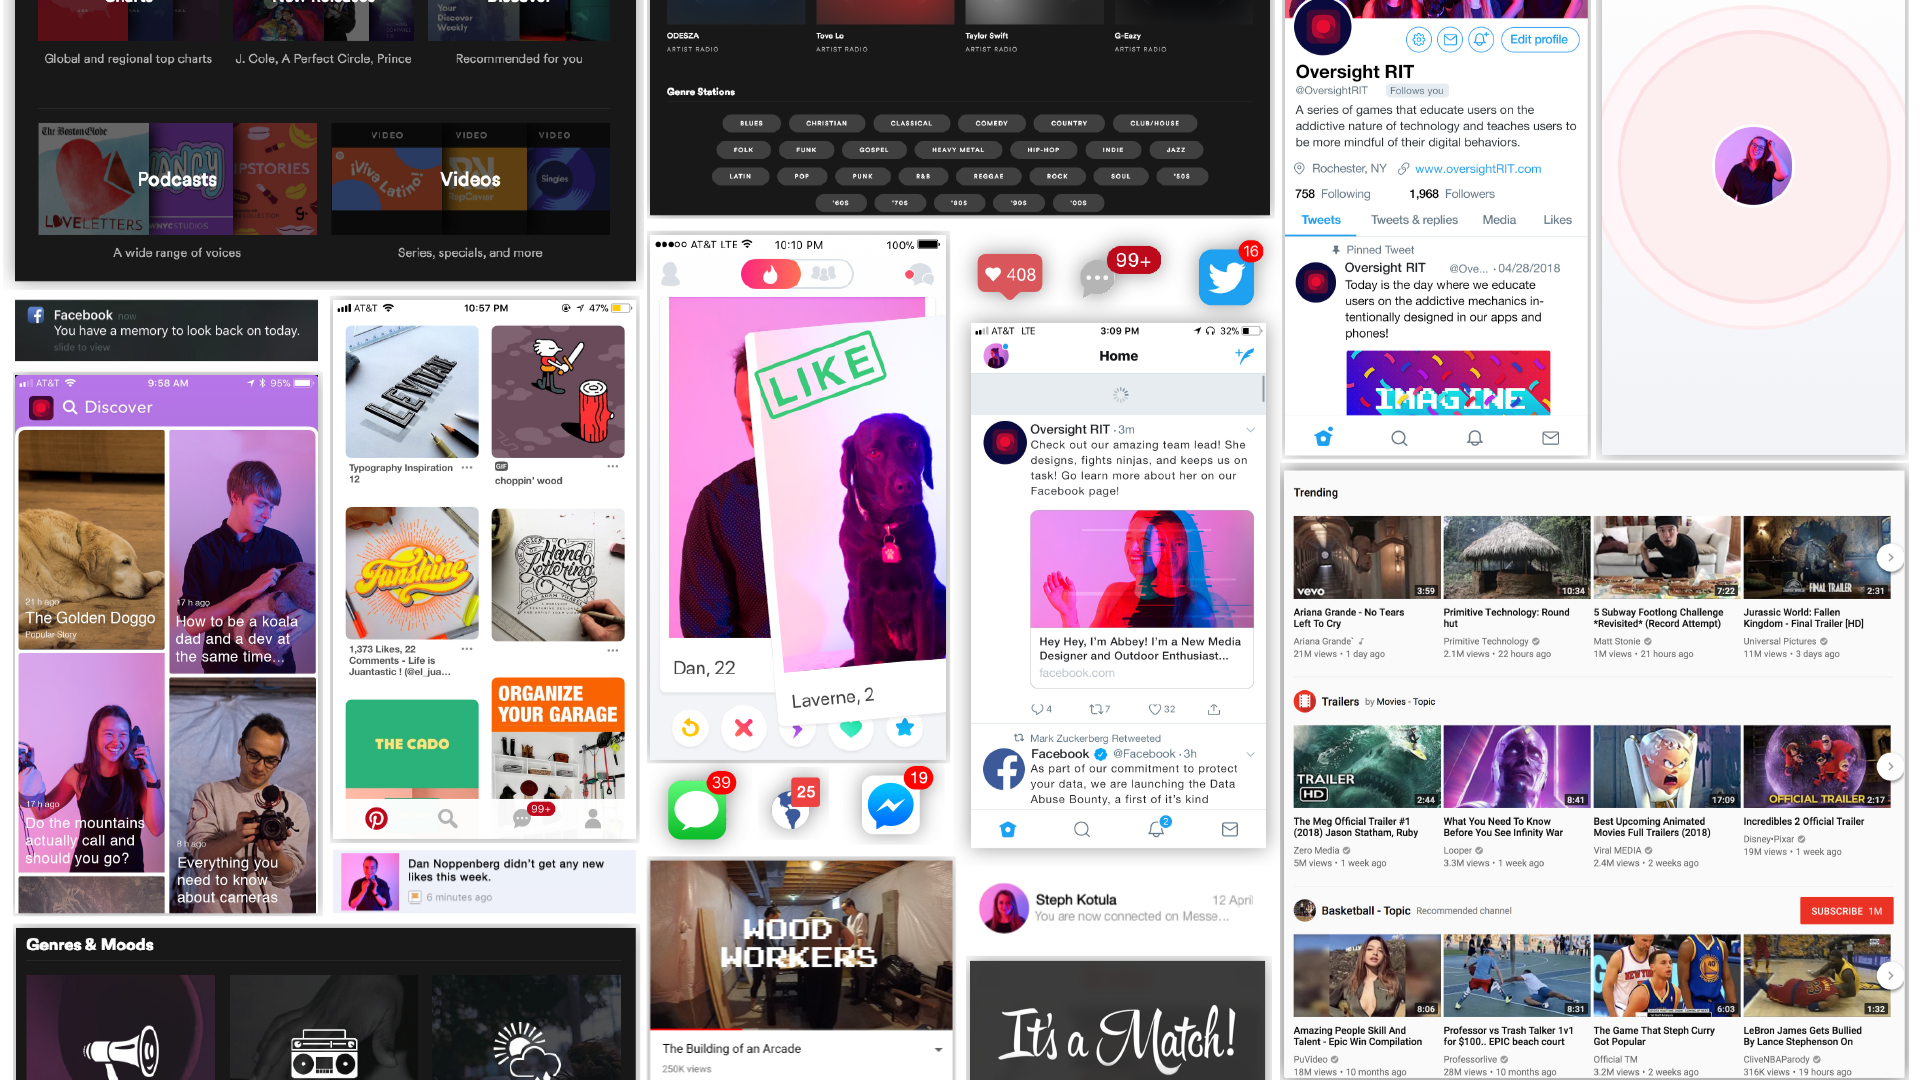 Charts
New Releases
Discover
Your
Discover
Weekly
Global and regional top charts
J. Cole, A Perfect Circle, Prince
Recommended for you
The Boston Globe
LOVELETTERS
WNYCSTUDIOS
Podcasts
VIDEO
VIDEO
VIDEO
¡Viva Latino!
RapCaviar
Singles
Videos
A wide range of voices
Series, specials, and more
Facebook now
You have a memory to look back on today.
slide to view
AT&T 9:58 AM 95%
Discover
21 h ago
The Golden Doggo
Popular Story
17 h ago
How to be a koala
dad and a dev at
the same time...
17 h ago
Do the mountains
actually call and
should you go?
8 h ago
Everything you
need to know
about cameras
Genres & Moods
AT&T 10:57 PM 47%
Typography Inspiration
12
GIF
choppin' wood
Funshine
Hand
Lettering
1,373 Likes, 22
Comments - Life is
Juantastic ! (@el_jua...
THE CADO
ORGANIZE
YOUR GARAGE
99+
Dan Noppenberg didn't get any new
likes this week.
6 minutes ago
ODESZA
ARTIST RADIO
Tove Lo
ARTIST RADIO
Taylor Swift
ARTIST RADIO
G-Eazy
ARTIST RADIO
Genre Stations
BLUES CHRISTIAN CLASSICAL COMEDY COUNTRY CLUB/HOUSE
FOLK FUNK GOSPEL HEAVY METAL HIP-HOP INDIE JAZZ
LATIN POP PUNK R&B REGGAE ROCK SOUL '50S
'60S '70S '80S '90S '00S
AT&T LTE 10:10 PM 100%
LIKE
Dan, 22
Laverne, 2
39
25
19
WOOD
WORKERS
The Building of an Arcade
250K views
408
99+
16
AT&T LTE 3:09 PM 32%
Home
Oversight RIT · 3m
Check out our amazing team lead! She
designs, fights ninjas, and keeps us on
task! Go learn more about her on our
Facebook page!
Hey Hey, I'm Abbey! I'm a New Media
Designer and Outdoor Enthusiast...
facebook.com
4 7 32
Mark Zuckerberg Retweeted
Facebook @Facebook · 3h
As part of our commitment to protect
your data, we are launching the Data
Abuse Bounty, a first of it's kind
2
Steph Kotula 12 April
You are now connected on Messe...
It's a Match!
Edit profile
Oversight RIT
@OversightRIT Follows you
A series of games that educate users on the
addictive nature of technology and teaches users to
be more mindful of their digital behaviors.
Rochester, NY www.oversightRIT.com
758 Following 1,968 Followers
Tweets Tweets & replies Media Likes
Pinned Tweet
Oversight RIT @Ove... · 04/28/2018
Today is the day where we educate
users on the addictive mechanics in-
tentionally designed in our apps and
phones!
IMAGINE
Trending
vevo 3:59
10:34
7:22
FINAL TRAILER 2:31
Ariana Grande - No Tears
Left To Cry
Ariana Grande
21M views • 1 day ago
Primitive Technology: Round
hut
Primitive Technology
2.1M views • 22 hours ago
5 Subway Footlong Challenge
*Revisited* (Record Attempt)
Matt Stonie
1M views • 21 hours ago
Jurassic World: Fallen
Kingdom - Final Trailer [HD]
Universal Pictures
11M views • 3 days ago
Trailers by Movies - Topic
TRAILER
HD
2:44
8:41
17:09
OFFICIAL TRAILER 2:17
The Meg Official Trailer #1
(2018) Jason Statham, Ruby
Zero Media
5M views • 1 week ago
What You Need To Know
Before You See Infinity War
Looper
3.3M views • 1 week ago
Best Upcoming Animated
Movies Full Trailers (2018)
Viral MEDIA
2.4M views • 2 weeks ago
Incredibles 2 Official Trailer
Disney•Pixar
19M views • 1 week ago
Basketball - Topic Recommended channel
SUBSCRIBE 1M
8:06
8:31
NEW YORK
40
6:03
1:32
Amazing People Skill And
Talent - Epic Win Compilation
PuVideo
18M views • 10 months ago
Professor vs Trash Talker 1v1
for $100.. EPIC beach court
Professorlive
28M views • 10 months ago
The Game That Steph Curry
Got Popular
Official TM
3.2M views • 2 weeks ago
LeBron James Gets Bullied
By Lance Stephenson On
CliveNBAParody
316K views • 19 hours ago